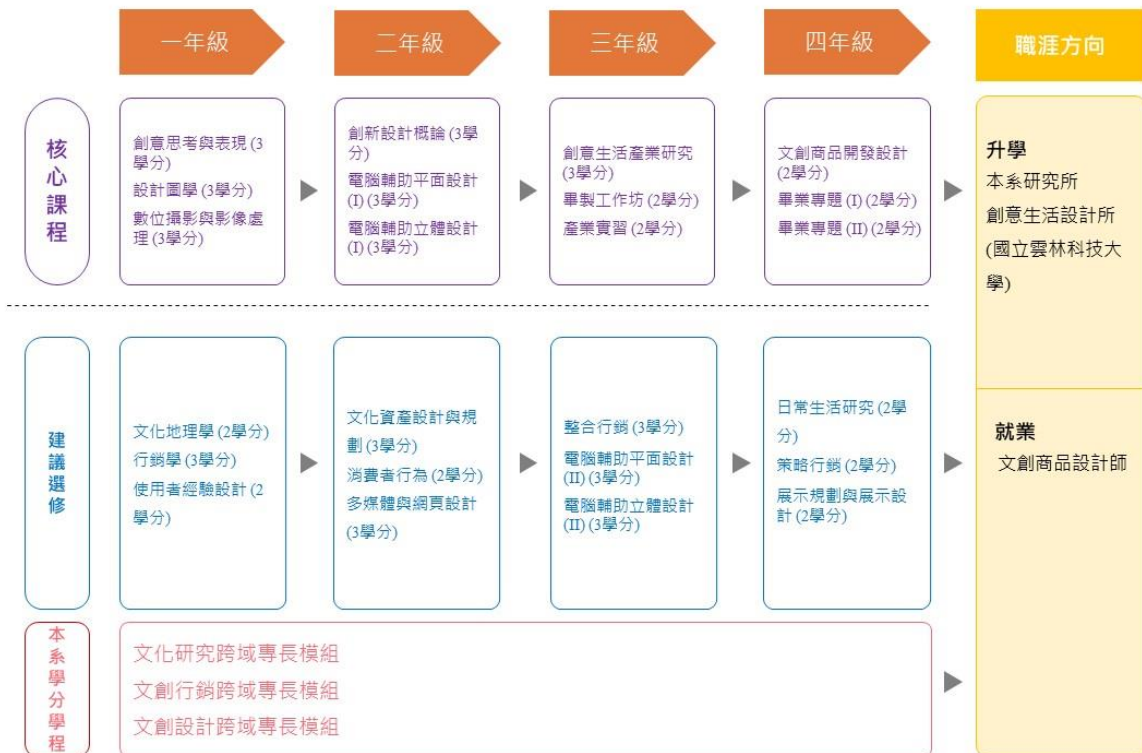 一年級
二年級
三年級
四年級
職涯方向
核心課程
創意思考與表現 (3
學分)
設計圖學 (3學分)
數位攝影與影像處
理 (3學分)
創新設計概論 (3學
分)
電腦輔助平面設計
(I) (3學分)
電腦輔助立體設計
(I) (3學分)
創意生活產業研究
(3學分)
畢製工作坊 (2學分)
產業實習 (2學分)
文創商品開發設計
(2學分)
畢業專題 (I) (2學分)
畢業專題 (II) (2學分)
升學
本系研究所
創意生活設計所
(國立雲林科技大
學)
建議選修
文化地理學 (2學分)
行銷學 (3學分)
使用者經驗設計 (2
學分)
文化資產設計與規
劃 (3學分)
消費者行為 (2學分)
多媒體與網頁設計
(3學分)
整合行銷 (3學分)
電腦輔助平面設計
(II) (3學分)
電腦輔助立體設計
(II) (3學分)
日常生活研究 (2學
分)
策略行銷 (2學分)
展示規劃與展示設
計 (2學分)
就業
文創商品設計師
本系學分學程
文化研究跨域專長模組
文創行銷跨域專長模組
文創設計跨域專長模組